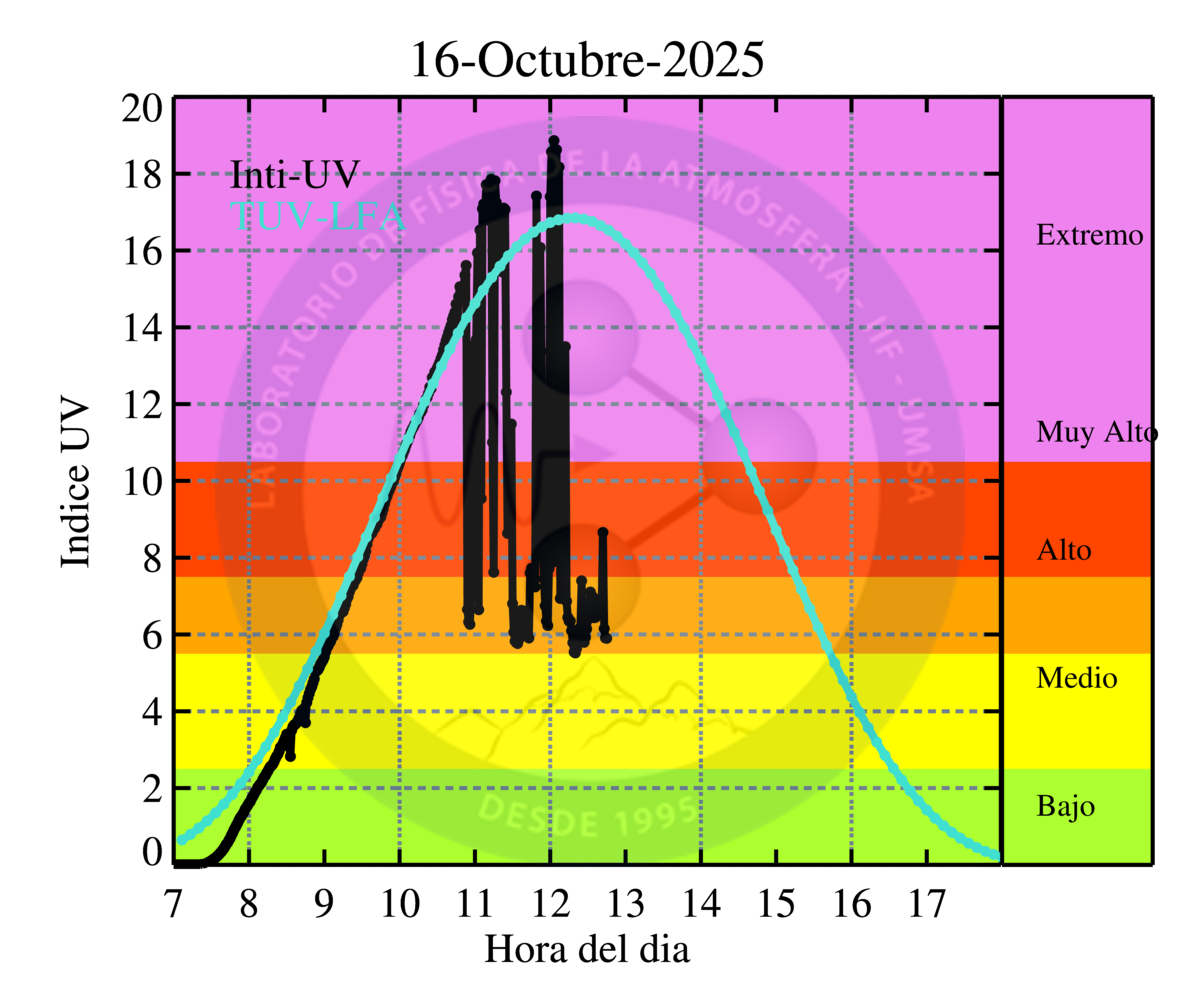 16-Octubre-2025
Inti-UV
TUV-LFA
LABORATORIO DE FÍSICA DE LA ATMÓSFERA - IIF - UMSA
DESDE 1995
Indice UV
20
18
16
14
12
10
8
6
4
2
0
Extremo
Muy Alto
Alto
Medio
Bajo
7 8 9 10 11 12 13 14 15 16 17
Hora del dia